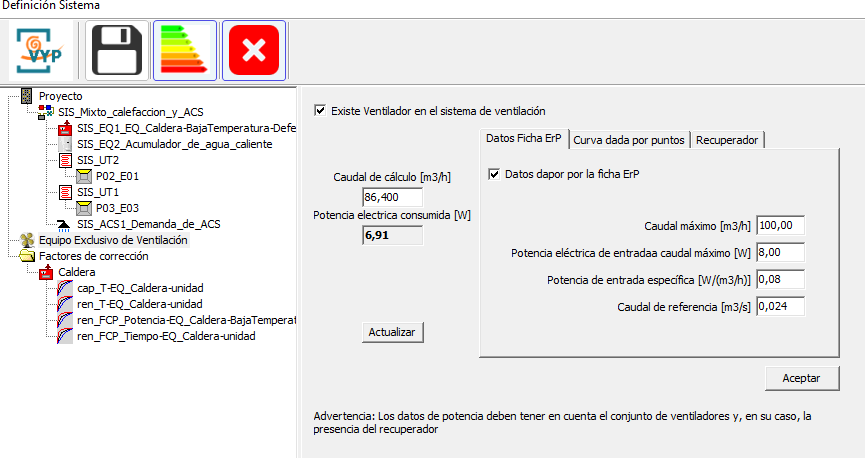 Definición Sistema
VYP
Proyecto
SIS_Mixto_calefaccion_y_ACS
SIS_EQ1_EQ_Caldera-BajaTemperatura-Defe
SIS_EQ2_Acumulador_de_agua_caliente
SIS_UT2
P02_E01
SIS_UT1
P03_E03
SIS_ACS1_Demanda_de_ACS
Equipo Exclusivo de Ventilación
Factores de corrección
Caldera
cap_T-EQ_Caldera-unidad
ren_T-EQ_Caldera-unidad
ren_FCP_Potencia-EQ_Caldera-BajaTemperat
ren_FCP_Tiempo-EQ_Caldera-unidad
Existe Ventilador en el sistema de ventilación
Caudal de cálculo [m3/h]
86,400
Potencia electrica consumida [W]
6,91
Actualizar
Datos Ficha ErP
Curva dada por puntos
Recuperador
Datos dapor por la ficha ErP
Caudal máximo [m3/h] 100,00
Potencia eléctrica de entradaa caudal máximo [W] 8,00
Potencia de entrada específica [W/(m3/h)] 0,08
Caudal de referencia [m3/s] 0,024
Aceptar
Advertencia: Los datos de potencia deben tener en cuenta el conjunto de ventiladores y, en su caso, la
presencia del recuperador